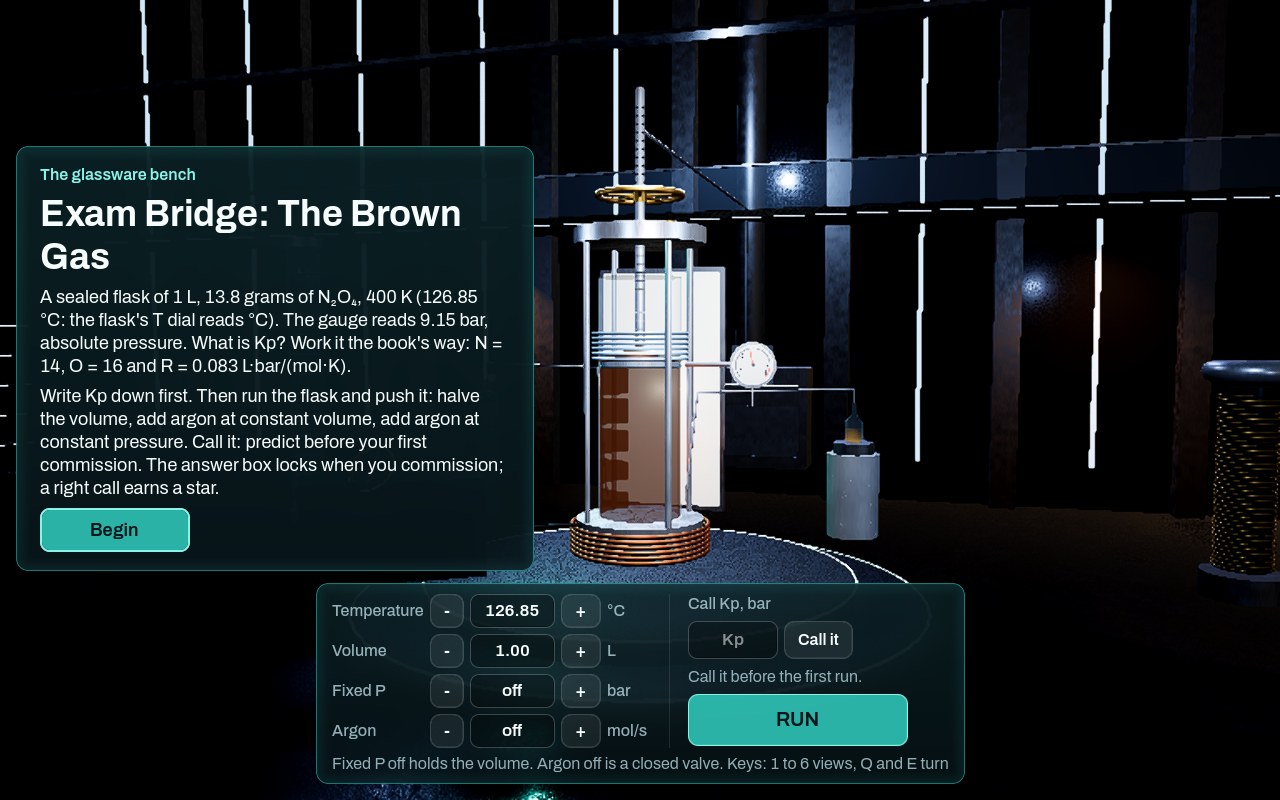 The glassware bench
Exam Bridge: The Brown
Gas
A sealed flask of 1 L, 13.8 grams of N₂O₄, 400 K (126.85
°C: the flask's T dial reads °C). The gauge reads 9.15 bar,
absolute pressure. What is Kp? Work it the book's way: N =
14, O = 16 and R = 0.083 L·bar/(mol·K).
Write Kp down first. Then run the flask and push it: halve
the volume, add argon at constant volume, add argon at
constant pressure. Call it: predict before your first
commission. The answer box locks when you commission;
a right call earns a star.
Begin
Temperature - 126.85 + °C
Volume - 1.00 + L
Fixed P - off + bar
Argon - off + mol/s
Call Kp, bar
Kp Call it
Call it before the first run.
RUN
Fixed P off holds the volume. Argon off is a closed valve. Keys: 1 to 6 views, Q and E turn